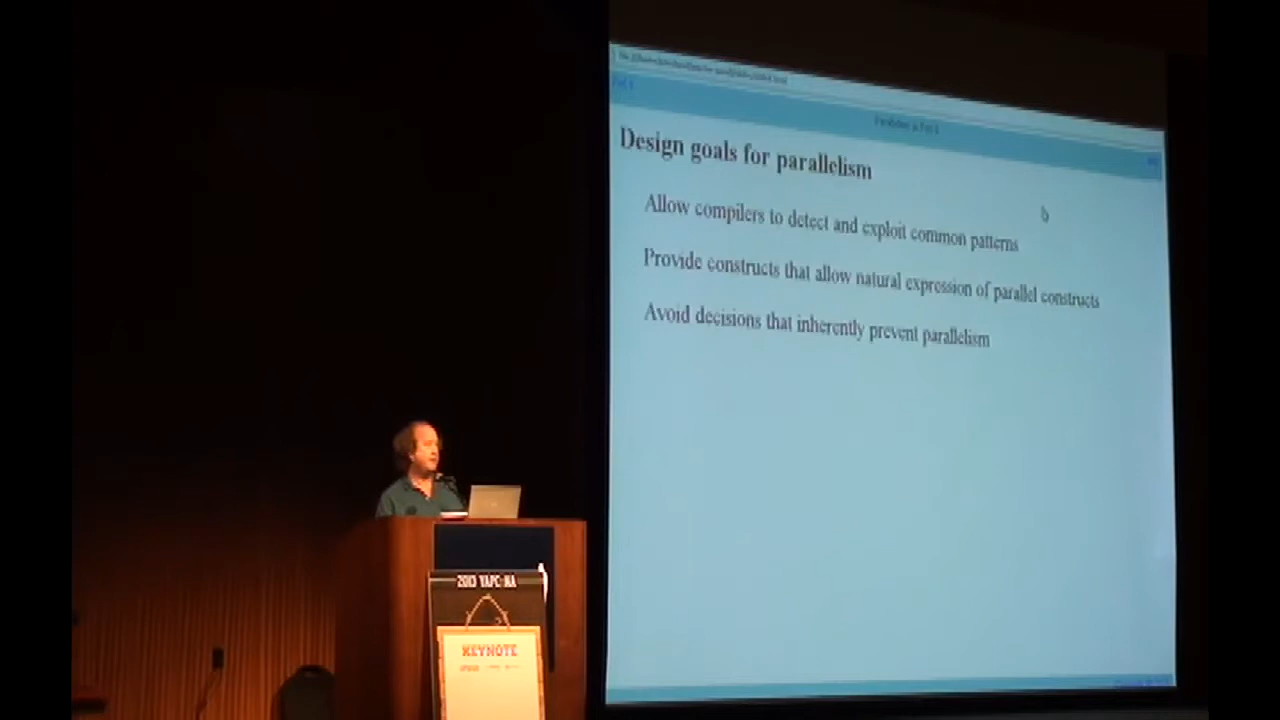 Design goals for parallelism
Allow compilers to detect and exploit common patterns
Provide constructs that allow natural expression of parallel constructs
Avoid decisions that inherently prevent parallelism
2013 YAPC::NA
KEYNOTE